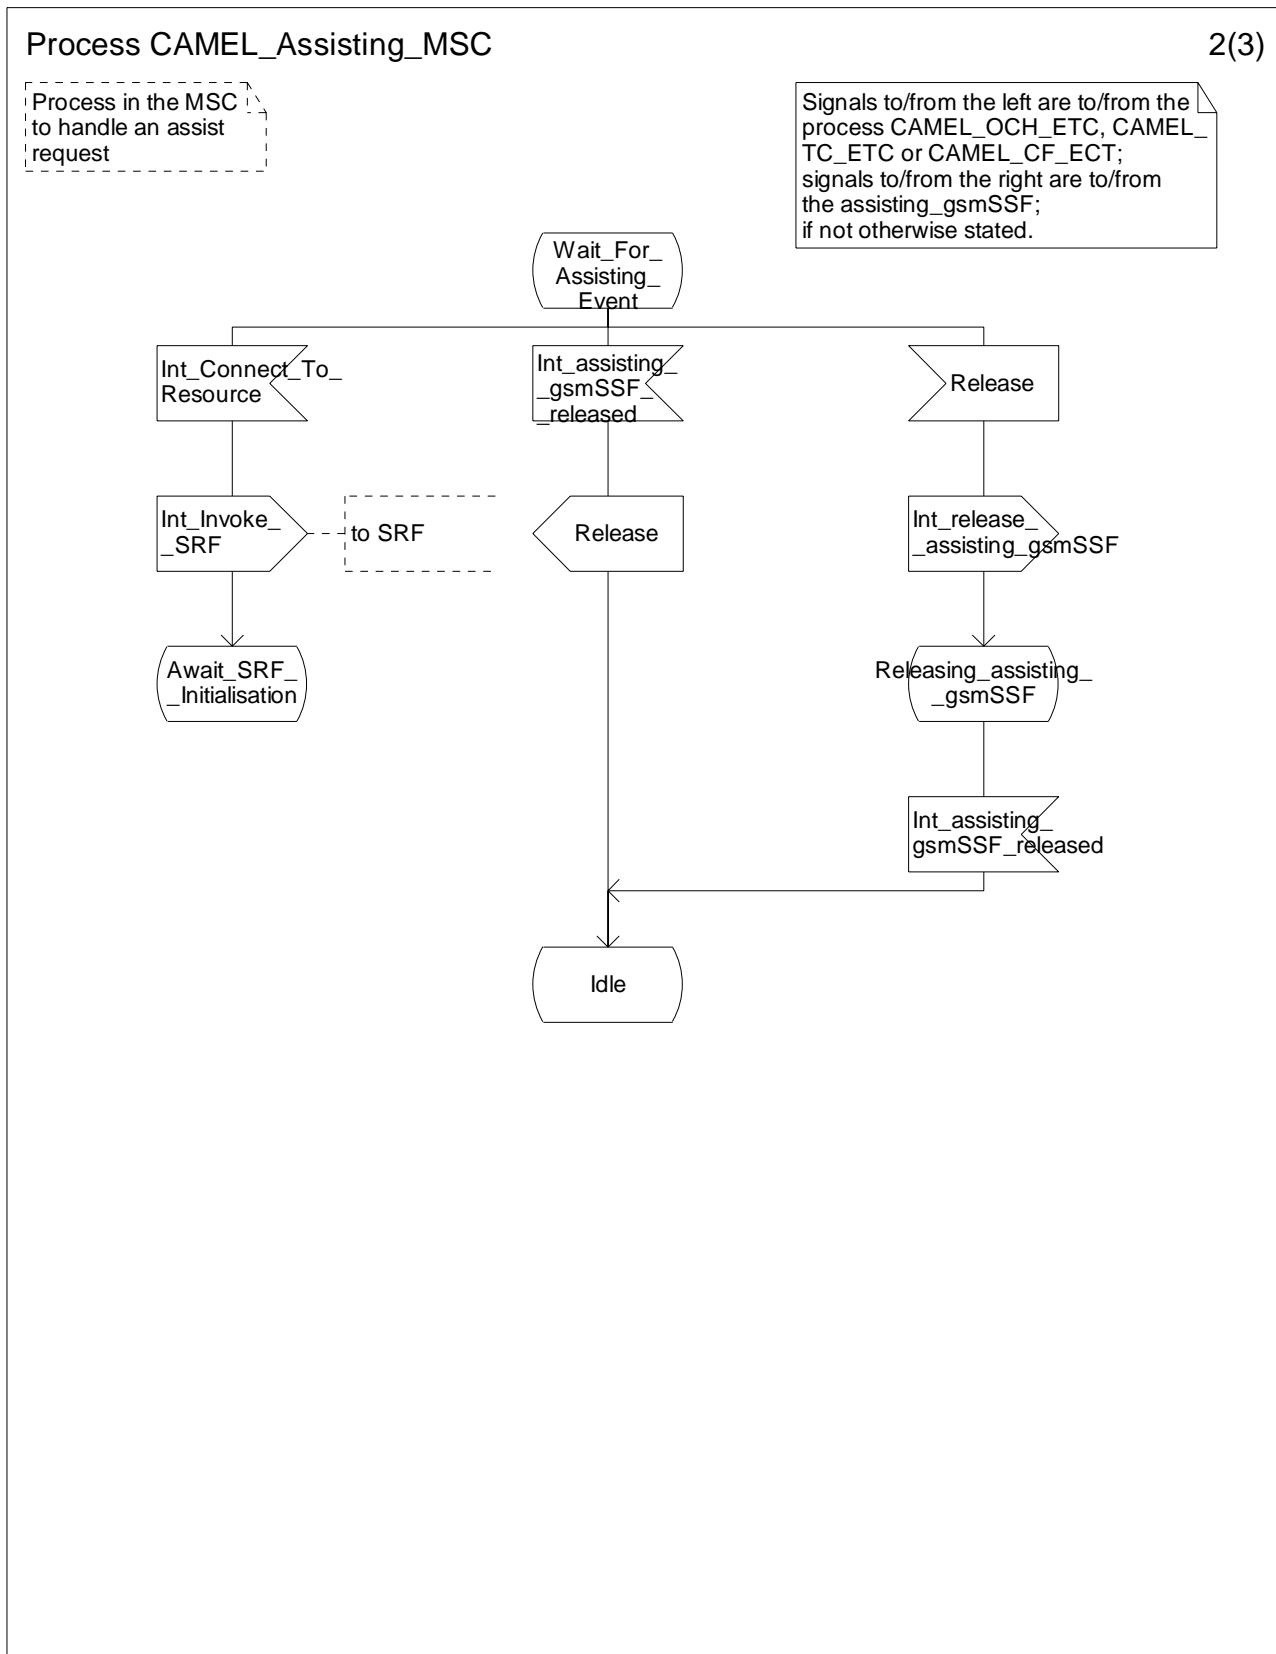 Process CAMEL_Assisting_MSC
2(3)
Process in the MSC
to handle an assist
request
Signals to/from the left are to/from the
process CAMEL_OCH_ETC, CAMEL_
TC_ETC or CAMEL_CF_ECT;
signals to/from the right are to/from
the assisting_gsmSSF;
if not otherwise stated.
Wait_For_
Assisting_
Event
Int_Connect_To_
Resource
Int_assisting_
_gsmSSF_
_released
Release
Int_Invoke_
_SRF
to SRF
Release
Int_release_
_assisting_gsmSSF
Await_SRF_
_Initialisation
Releasing_assisting_
_gsmSSF
Int_assisting_
gsmSSF_released
Idle